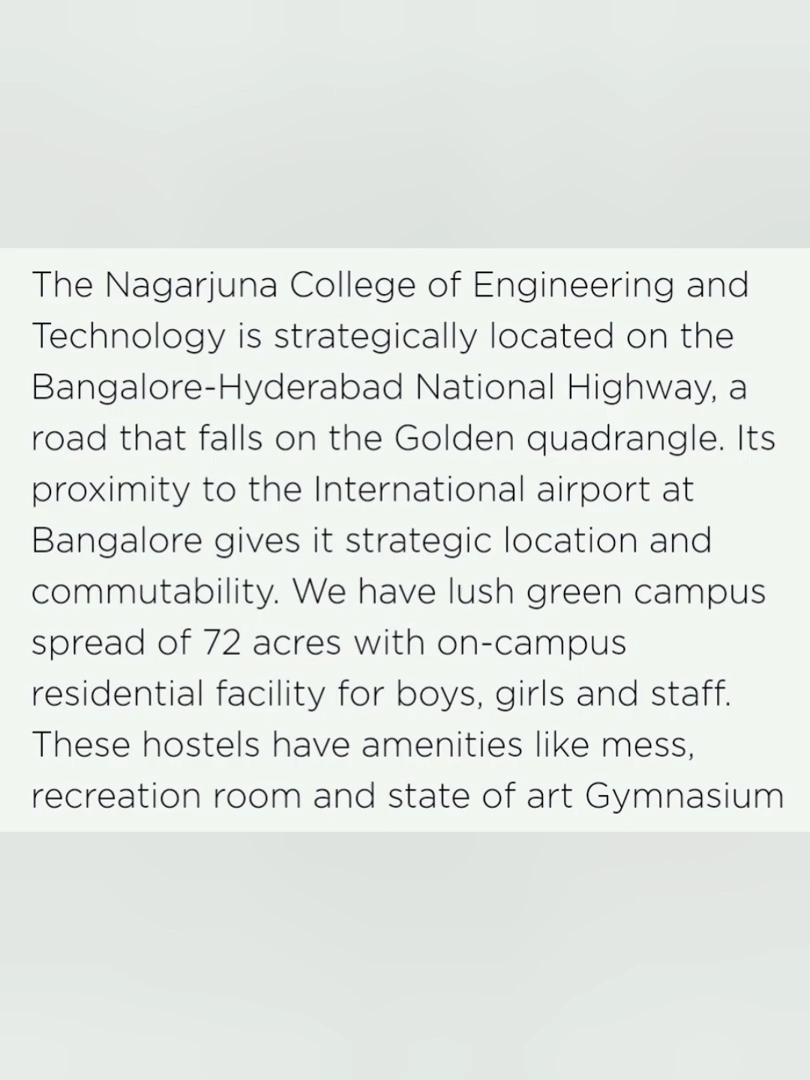 The Nagarjuna College of Engineering and
Technology is strategically located on the
Bangalore-Hyderabad National Highway, a
road that falls on the Golden quadrangle. Its
proximity to the International airport at
Bangalore gives it strategic location and
commutability. We have lush green campus
spread of 72 acres with on-campus
residential facility for boys, girls and staff.
These hostels have amenities like mess,
recreation room and state of art Gymnasium